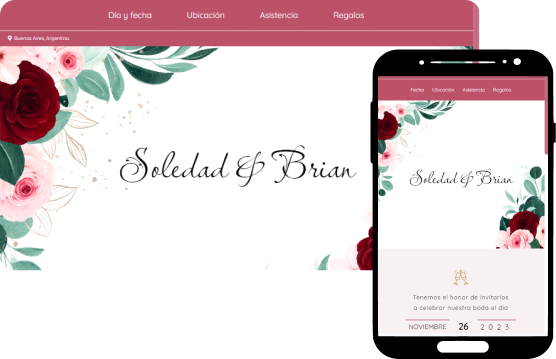 Día y fecha Ubicación Asistencia Regalos
Buenos Aires, Argentina.
Soledad & Brian
Fecha Ubicación Asistencia Regalos
Soledad & Brian
Tenemos el honor de invitarlos
a celebrar nuestra boda el día
NOVIEMBRE 26 2023